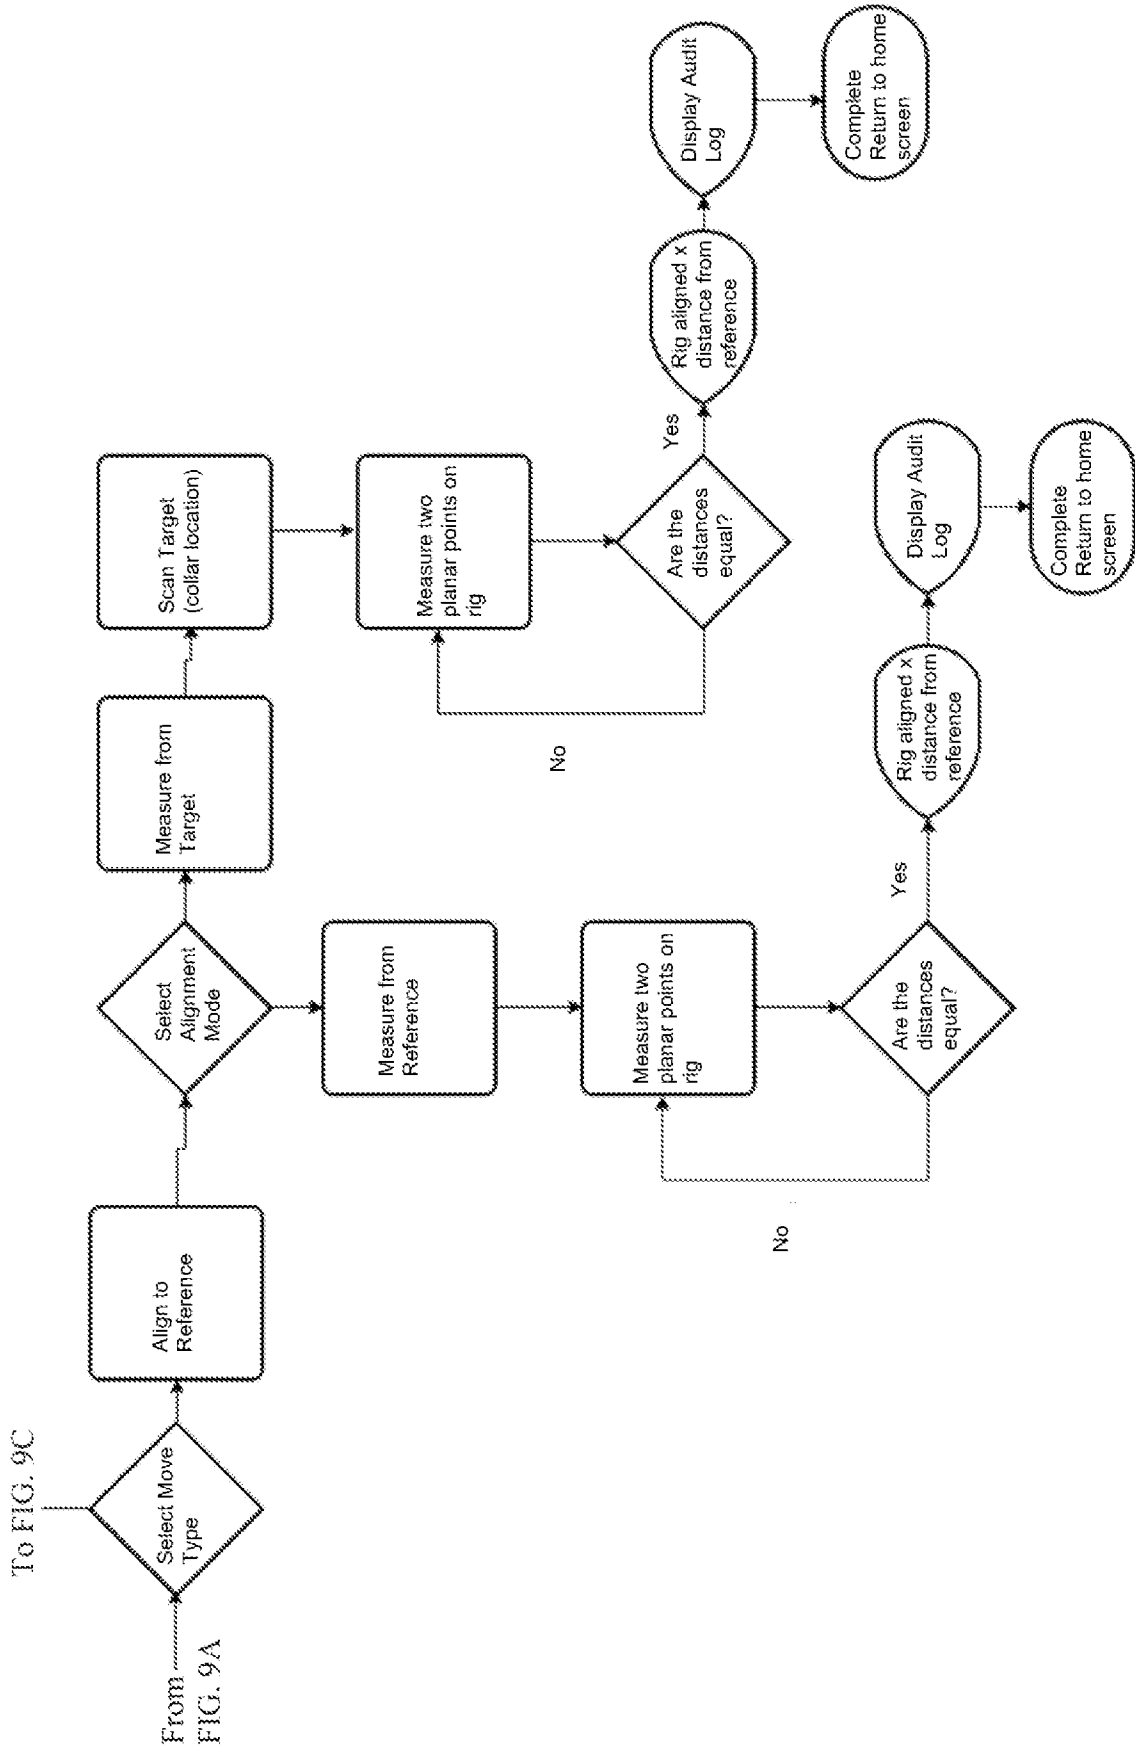 To FIG. 9C
From
FIG. 9A
Select Move
Type
Align to
Reference
Select
Alignment
Mode
Measure from
Target
Scan Target
(collar location)
Measure from
Reference
Measure two
planar points on
rig
Measure two
planar points on
rig
No
Are the
distances
equal?
Yes
Rig aligned x
distance from
reference
Display Audit
Log
Complete
Return to home
screen
No
Are the
distances
equal?
Yes
Rig aligned x
distance from
reference
Display Audit
Log
Complete
Return to home
screen